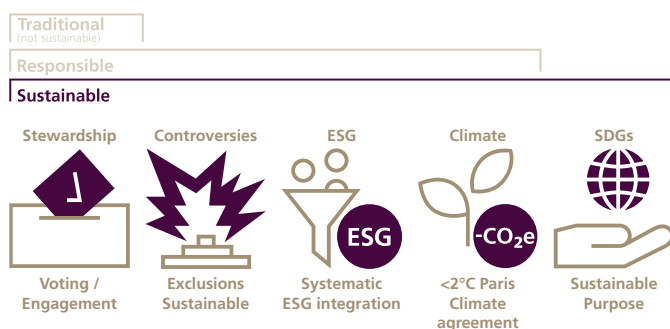 Traditional
(not sustainable)
Responsible
Sustainable
Stewardship
Controversies
ESG
Climate
SDGs
ESG
-CO₂e
Voting /
Engagement
Exclusions
Sustainable
Systematic
ESG integration
<2°C Paris
Climate
agreement
Sustainable
Purpose